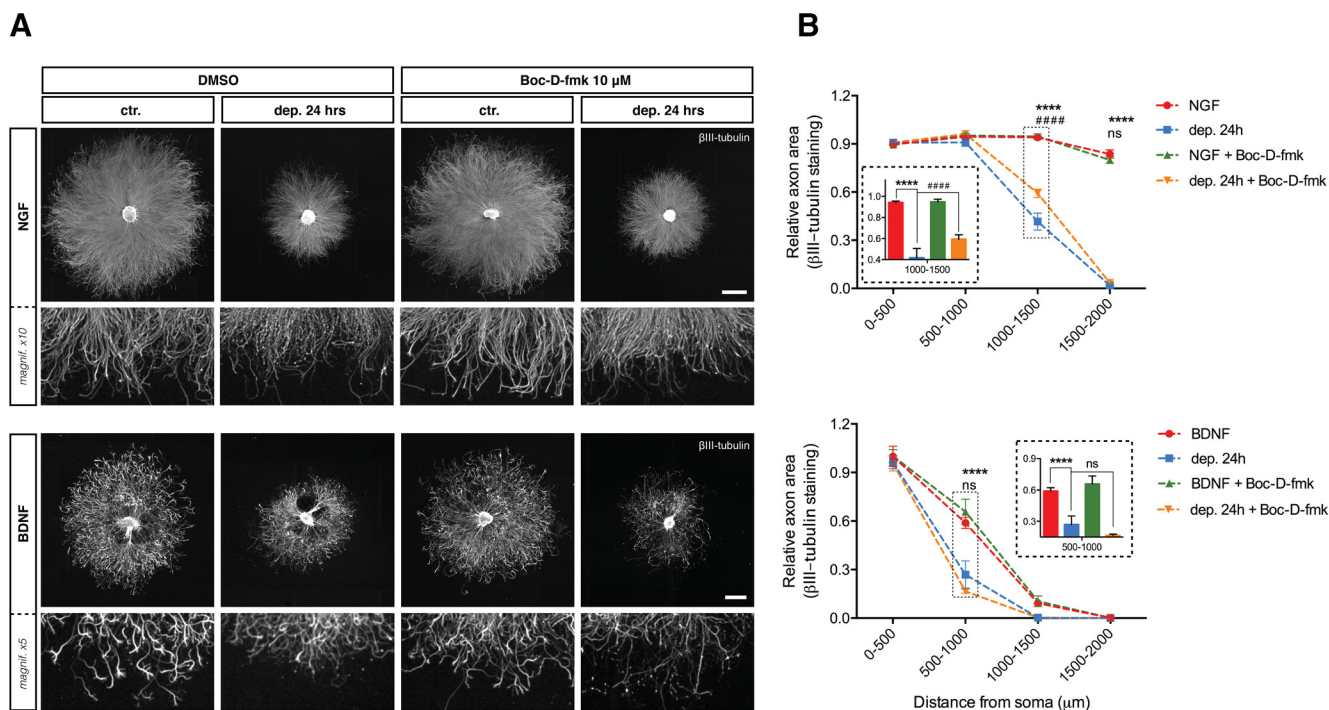 A
DMSO
Boc-D-fmk 10 µM
ctr.
dep. 24 hrs
ctr.
dep. 24 hrs
NGF
βIII-tubulin
magnif. x10
BDNF
βIII-tubulin
magnif. x5
B
Relative axon area
(βIII–tubulin staining)
1.2
0.9
0.6
0.3
0.0
****
####
****
ns
NGF
dep. 24h
NGF + Boc-D-fmk
dep. 24h + Boc-D-fmk
1.0
0.8
0.6
0.4
****
####
1000-1500
0-500
500-1000
1000-1500
1500-2000
Relative axon area
(βIII–tubulin staining)
1.2
0.9
0.6
0.3
0.0
****
ns
BDNF
dep. 24h
BDNF + Boc-D-fmk
dep. 24h + Boc-D-fmk
0.9
0.6
0.3
****
ns
500-1000
0-500
500-1000
1000-1500
1500-2000
Distance from soma (µm)